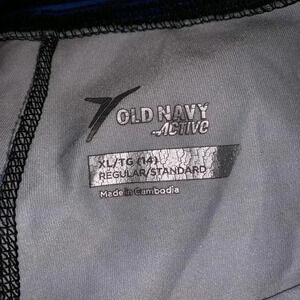 OLD NAVY
ACTIVE
XL/TG (14)
REGULAR/STANDARD
Made in Cambodia